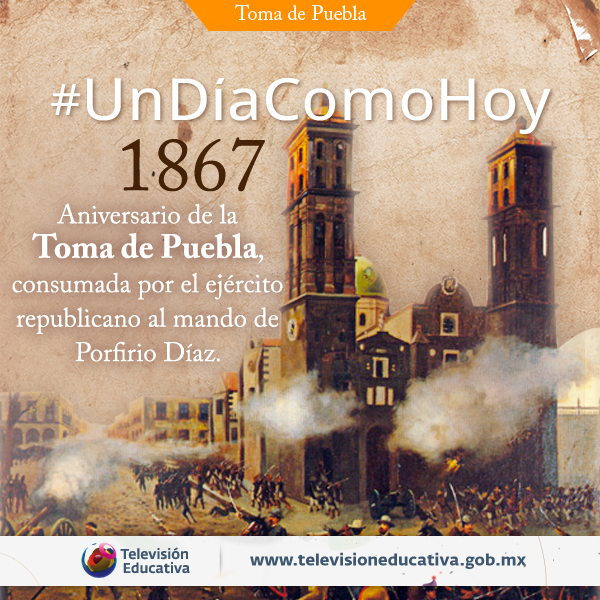 Toma de Puebla
#UnDíaComoHoy
1867
Aniversario de la
Toma de Puebla,
consumada por el ejército
republicano al mando de
Porfirio Díaz.
Televisión
Educativa
www.televisioneducativa.gob.mx